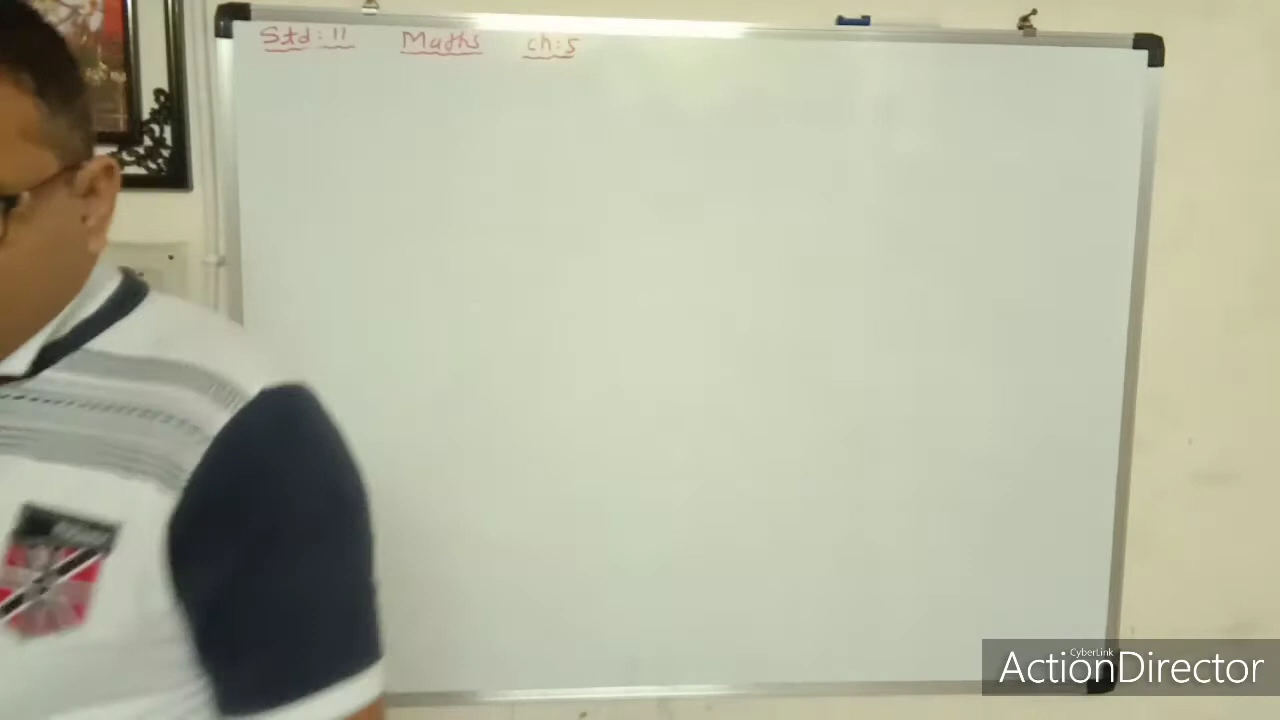 Std : 11 Maths ch : 5
CyberLink
ActionDirector